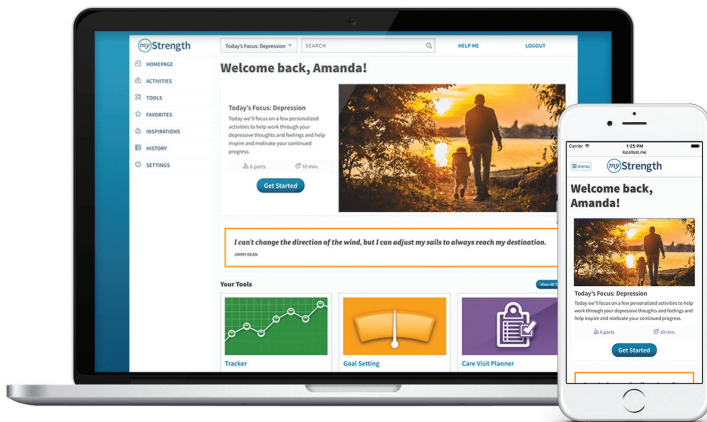 myStrength
Today's Focus: Depression
SEARCH
HELP ME
LOGOUT
HOMEPAGE
ACTIVITIES
TOOLS
FAVORITES
INSPIRATIONS
HISTORY
SETTINGS
Welcome back, Amanda!
Today's Focus: Depression
Today we'll focus on a few personalized
activities to help work through your
depressive thoughts and feelings and help
inspire and motivate your continued
progress.
6 parts
10 min.
Get Started
I can't change the direction of the wind, but I can adjust my sails to always reach my destination.
JIMMY DEAN
Your Tools
View All
Tracker
Goal Setting
Care Visit Planner
Carrier
1:25 PM
localtest.me
menu
myStrength
Welcome back,
Amanda!
Today's Focus: Depression
Today we'll focus on a few personalized activities to help
work through your depressive thoughts and feelings and
help inspire and motivate your continued progress.
6 parts
10 min.
Get Started